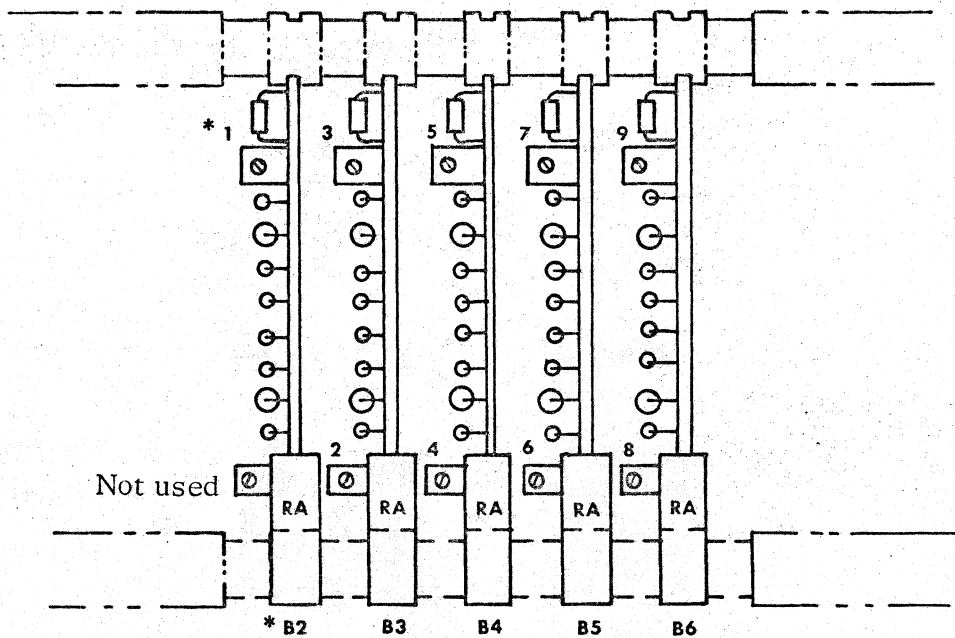 * 1 3 5 7 9
2 4 6 8
Not used
RA RA RA RA RA
* B2 B3 B4 B5 B6